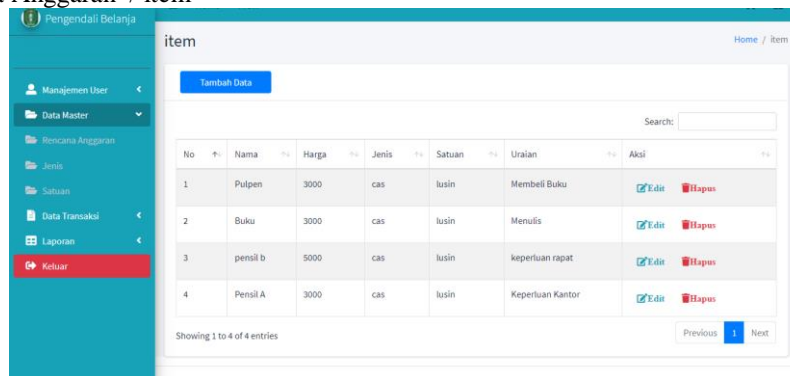 Anggaran / item
Pengendali Belanja
Manajemen User
Data Master
Rencana Anggaran
Jenis
Satuan
Data Transaksi
Laporan
Keluar
item
Home / item
Tambah Data
Search:
No Nama Harga Jenis Satuan Uraian Aksi
1 Pulpen 3000 cas lusin Membeli Buku Edit Hapus
2 Buku 3000 cas lusin Menulis Edit Hapus
3 pensil b 5000 cas lusin keperluan rapat Edit Hapus
4 Pensil A 3000 cas lusin Keperluan Kantor Edit Hapus
Showing 1 to 4 of 4 entries
Previous 1 Next